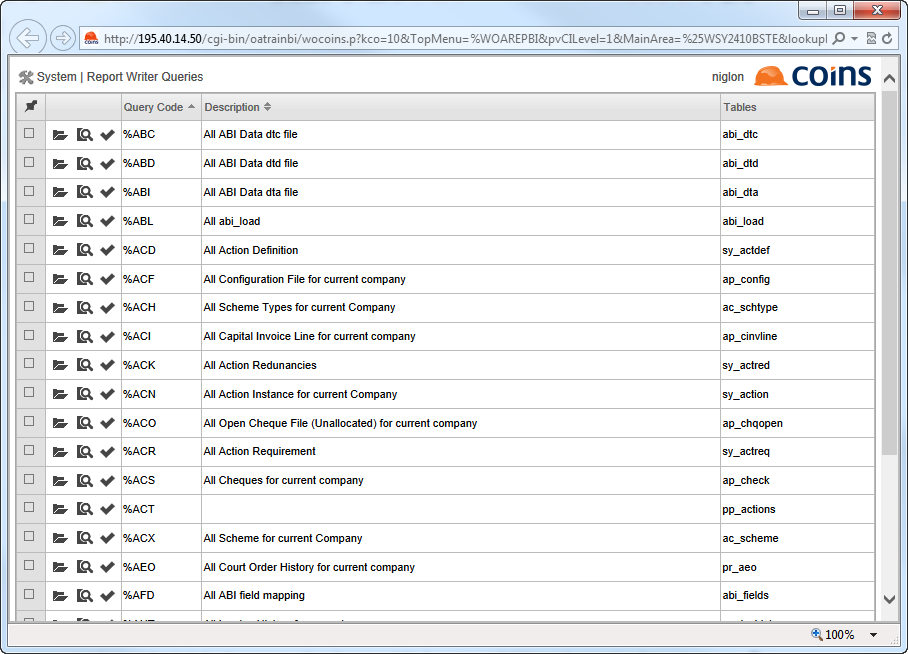 http://195.40.14.50/cgi-bin/oatrainbi/wocoins.p?kco=10&TopMenu=%WOAREPBI&pvCILevel=1&MainArea=%25WSY2410BSTE&lookupl
System | Report Writer Queries niglon coins
Query Code Description Tables
%ABC All ABI Data dtc file abi_dtc
%ABD All ABI Data dtd file abi_dtd
%ABI All ABI Data dta file abi_dta
%ABL All abi_load abi_load
%ACD All Action Definition sy_actdef
%ACF All Configuration File for current company ap_config
%ACH All Scheme Types for current Company ac_schtype
%ACI All Capital Invoice Line for current company ap_cinvline
%ACK All Action Redunancies sy_actred
%ACN All Action Instance for current Company sy_action
%ACO All Open Cheque File (Unallocated) for current company ap_chqopen
%ACR All Action Requirement sy_actreq
%ACS All Cheques for current company ap_check
%ACT pp_actions
%ACX All Scheme for current Company ac_scheme
%AEO All Court Order History for current company pr_aeo
%AFD All ABI field mapping abi_fields
100%